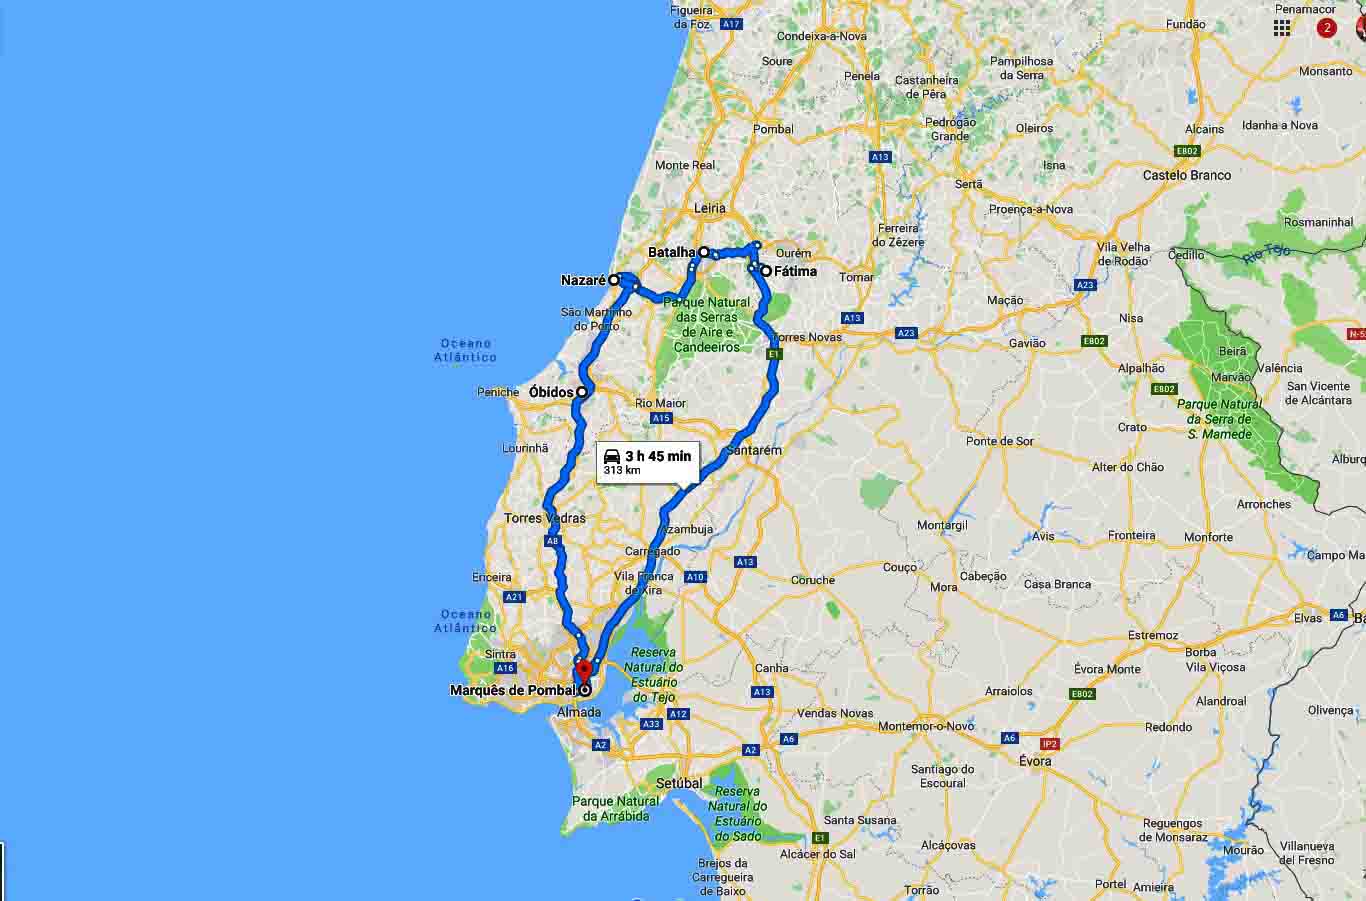 Figueira
da Foz
A17
Penamacor
Fundão
2
Condeixa-a-Nova
Soure
Pampilhosa
da Serra
Monsanto
Penela
Castanheira
de Pêra
Pedrogão
Grande
Pombal
Oleiros
Alcains
Idanha a Nova
E802
A13
Monte Real
Isna
Castelo Branco
Sertã
Leiria
Proença-a-Nova
Rosmaninhal
Ferreira
do Zêzere
Batalha
Ourém
Vila Velha
de Rodão
Cedillo
Rio Tejo
Fátima
Tomar
Nazaré
A23
Mação
Parque Natural
das Serras
de Aire e
Candeeiros
São Martinho
do Porto
A13
Nisa
Torres Novas
A23
Gavião
E802
N-5
Oceano
Atlântico
E1
Beirã
Alpalhão
Marvão
Valência
San Vicente
de Alcántara
E802
Peniche
Óbidos
Rio Maior
A15
Parque Natural
da Serra de
S. Mamede
Crato
Ponte de Sor
Lourinhã
Santarém
3 h 45 min
313 km
Alburq
Alter do Chão
Arronches
Torres Vedras
Azambuja
Montargil
Avis
Fronteira
Monforte
A8
Carregado
A13
Campo Ma
Ericeira
Vila Franca
de Xira
A10
Coruche
Couço
Cabeção
Mora
Casa Branca
A21
Oceano
Atlântico
A6
Elvas
Ba
Estremoz
Sintra
A16
Reserva
Natural do
Estuário
do Tejo
Borba
Vila Viçosa
Canha
Évora Monte
Marquês de Pombal
A13
Arraiolos
E802
Alandroal
Almada
A12
A33
Vendas Novas
Olivença
Montemor-o-Novo
Redondo
A2
A2
A6
A6
IP2
Évora
Santiago do
Escoural
Setúbal
Reserva
Natural do
Estuário
do Sado
Parque Natural
da Arrábida
Santa Susana
Reguengos
de Monsaraz
E1
Alcácer do Sal
Alcáçovas
Mourão
Villanueva
del Fresno
Brejos da
Carregueira
de Baixo
Torrão
Portel
Amieira